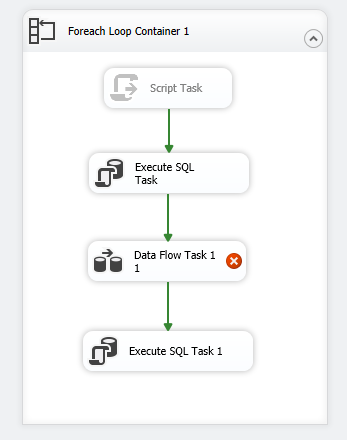 Foreach Loop Container 1
Script Task
Execute SQL
Task
Data Flow Task 1
1
Execute SQL Task 1